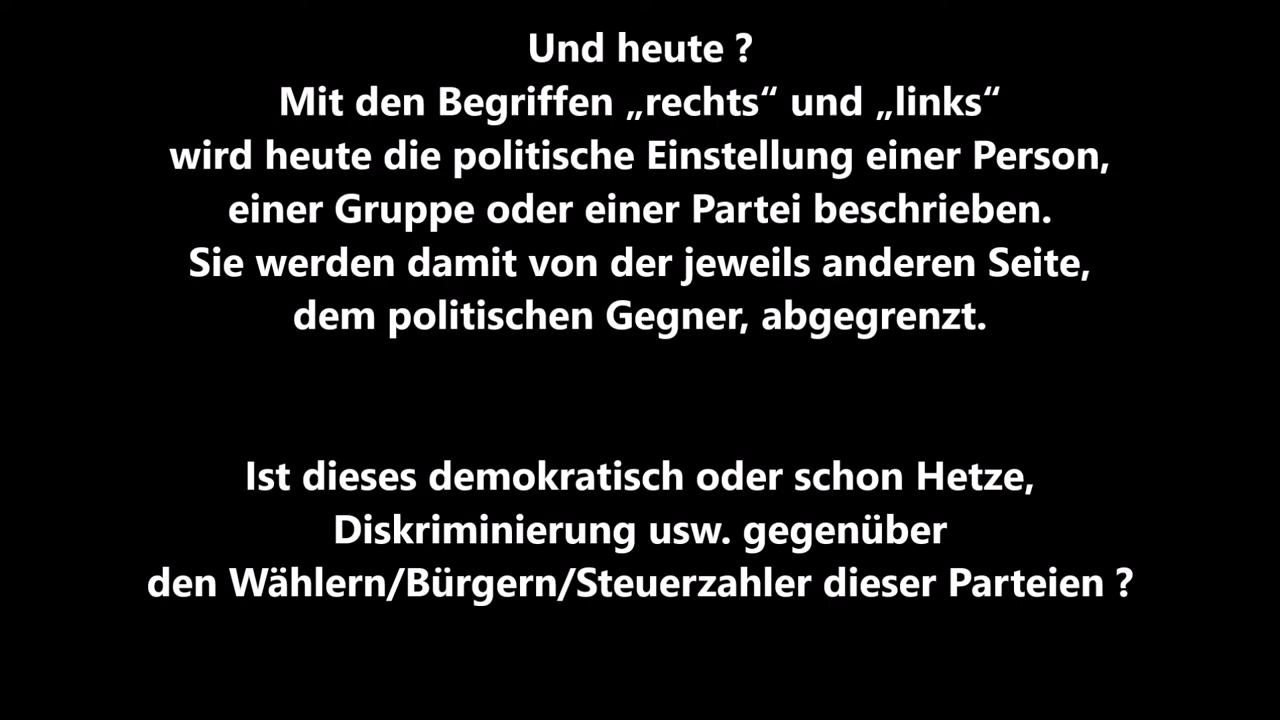 Und heute ?
Mit den Begriffen „rechts“ und „links“
wird heute die politische Einstellung einer Person,
einer Gruppe oder einer Partei beschrieben.
Sie werden damit von der jeweils anderen Seite,
dem politischen Gegner, abgegrenzt.
Ist dieses demokratisch oder schon Hetze,
Diskriminierung usw. gegenüber
den Wählern/Bürgern/Steuerzahler dieser Parteien ?